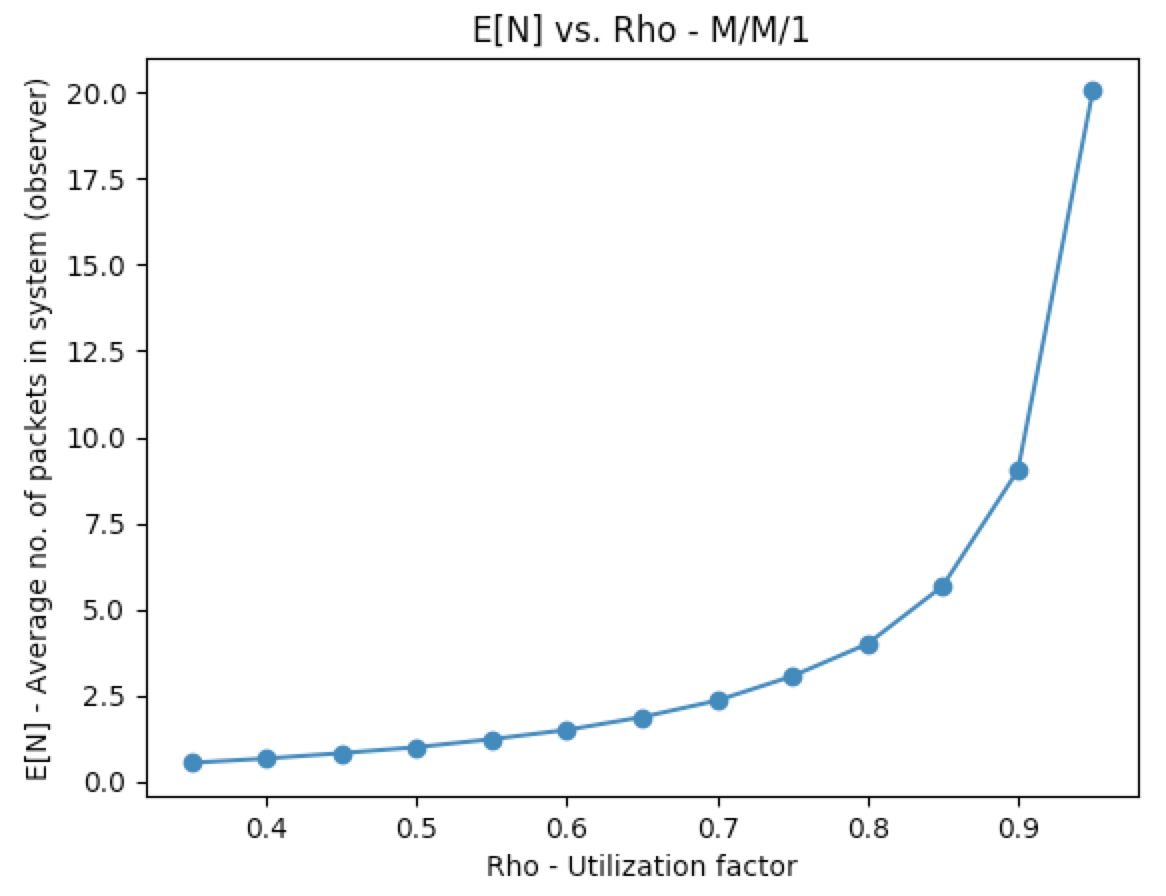 E[N] vs. Rho - M/M/1
E[N] - Average no. of packets in system (observer)
20.0
17.5
15.0
12.5
10.0
7.5
5.0
2.5
0.0
0.4 0.5 0.6 0.7 0.8 0.9
Rho - Utilization factor